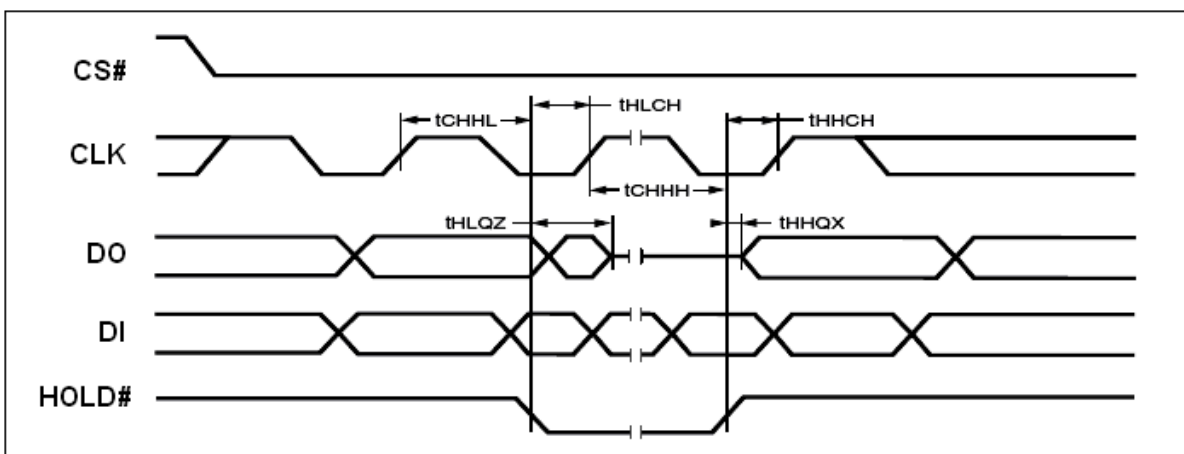 CS#
tHLCH
tCHHL
tHHCH
CLK
tCHHH
tHLQZ
tHHQX
DO
DI
HOLD#